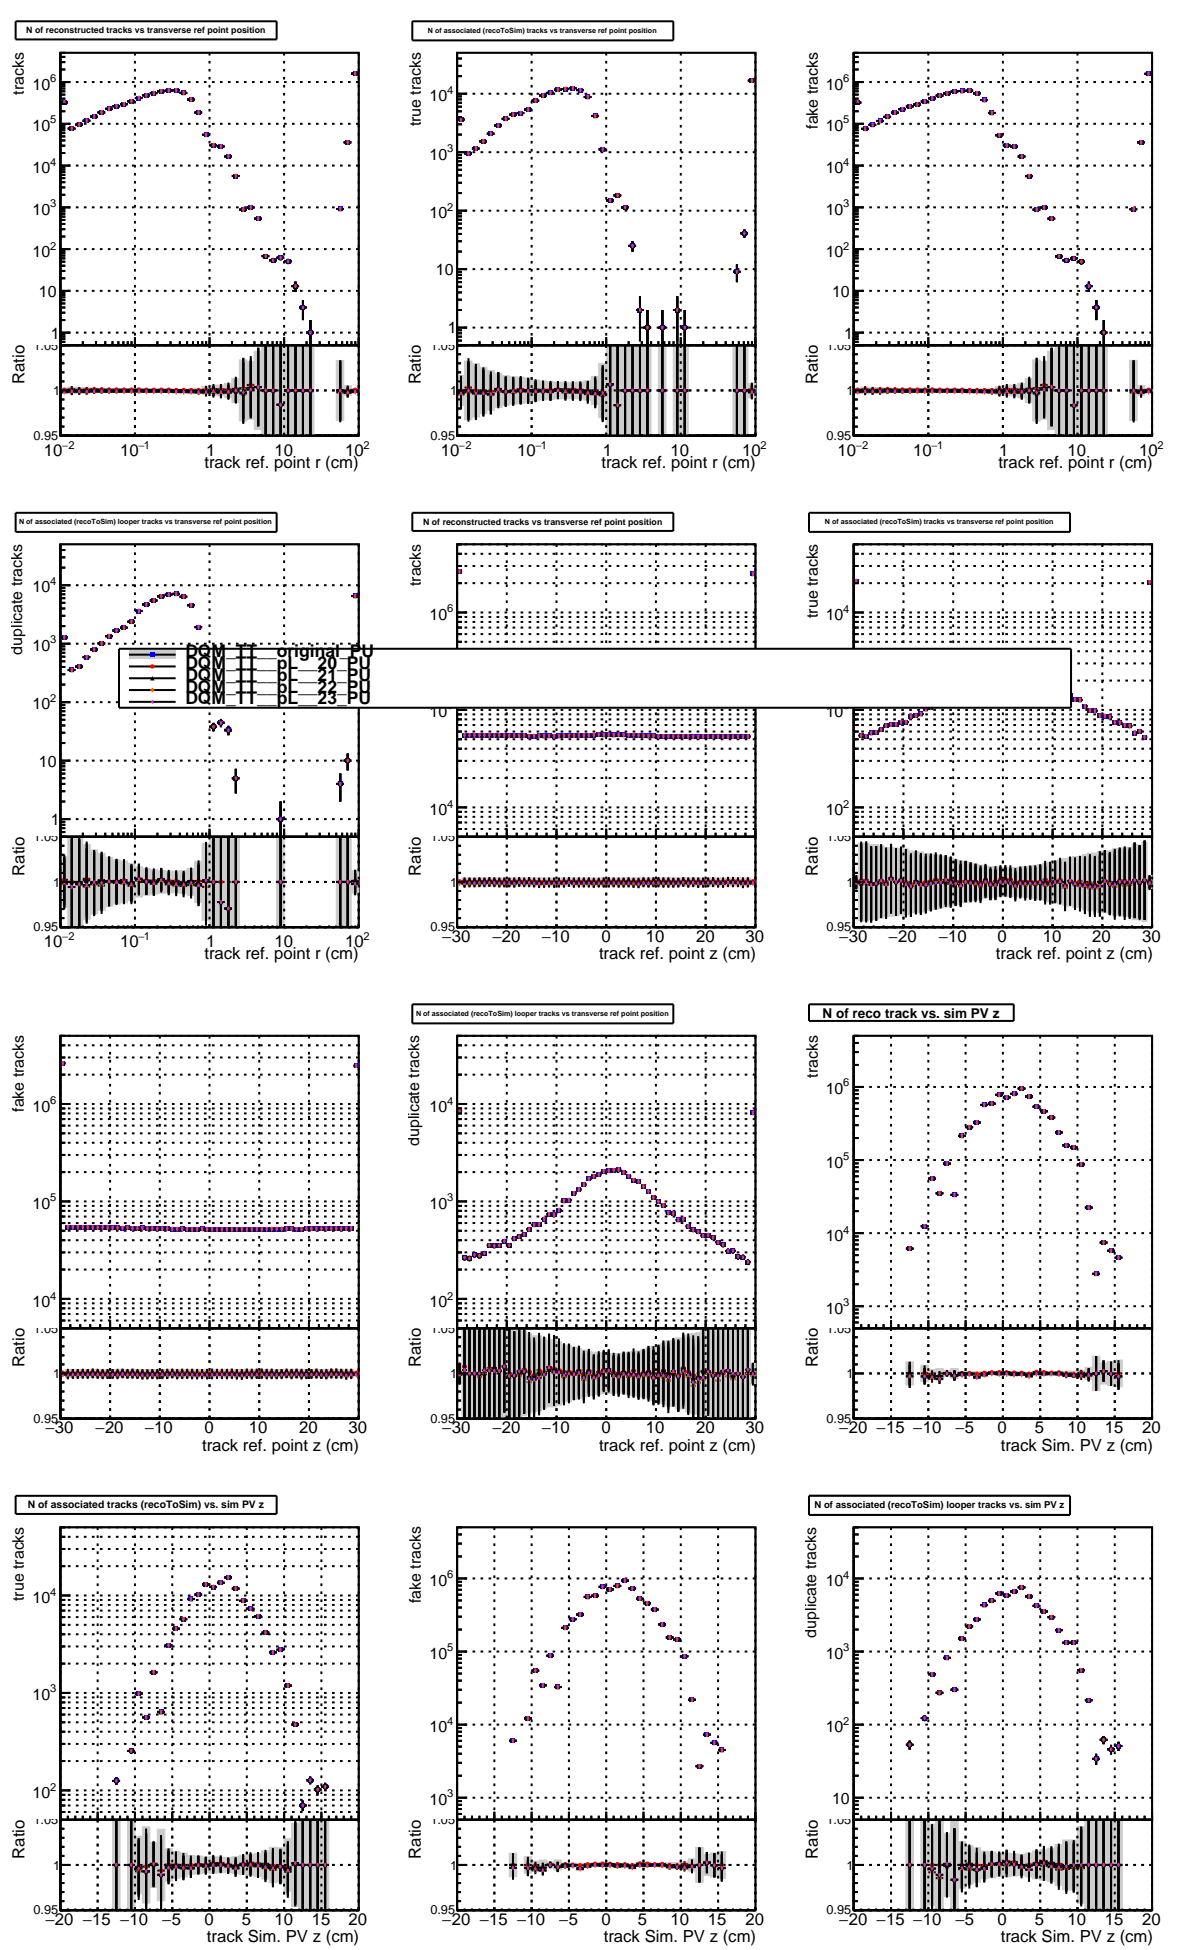 N of reconstructed tracks vs transverse ref point position
N of associated (recoToSim) tracks vs transverse ref point position
tracks
10^6
10^5
10^4
10^3
10^2
10
1
Ratio
1.05
1
0.95
10^−2 10^−1 1 10 10^2
track ref. point r (cm)
true tracks
10^4
10^3
10^2
10
1
Ratio
1.05
1
0.95
10^−2 10^−1 1 10 10^2
track ref. point r (cm)
fake tracks
10^6
10^5
10^4
10^3
10^2
10
1
Ratio
1.05
1
0.95
10^−2 10^−1 1 10 10^2
track ref. point r (cm)
N of associated (recoToSim) looper tracks vs transverse ref point position
N of reconstructed tracks vs transverse ref point position
N of associated (recoToSim) tracks vs transverse ref point position
duplicate tracks
10^4
10^3
10^2
10
1
Ratio
1.05
1
0.95
10^−2 10^−1 1 10 10^2
track ref. point r (cm)
tracks
10^6
10^4
Ratio
1.05
1
0.95
−30 −20 −10 0 10 20 30
track ref. point z (cm)
true tracks
10^4
10^2
Ratio
1.05
1
0.95
−30 −20 −10 0 10 20 30
track ref. point z (cm)
DQM_TT__original_PU
DQM_TT__pL__20_PU
DQM_TT__pL__21_PU
DQM_TT__pL__22_PU
DQM_TT__pL__23_PU
N of associated (recoToSim) looper tracks vs transverse ref point position
N of reco track vs. sim PV z
fake tracks
10^6
10^5
10^4
Ratio
1.05
1
0.95
−30 −20 −10 0 10 20 30
track ref. point z (cm)
duplicate tracks
10^4
10^3
10^2
Ratio
1.05
1
0.95
−30 −20 −10 0 10 20 30
track ref. point z (cm)
tracks
10^6
10^5
10^4
10^3
Ratio
1.05
1
0.95
−20 −15 −10 −5 0 5 10 15 20
track Sim. PV z (cm)
N of associated tracks (recoToSim) vs. sim PV z
N of associated (recoToSim) looper tracks vs. sim PV z
true tracks
10^4
10^3
10^2
Ratio
1.05
1
0.95
−20 −15 −10 −5 0 5 10 15 20
track Sim. PV z (cm)
fake tracks
10^6
10^5
10^4
10^3
Ratio
1.05
1
0.95
−20 −15 −10 −5 0 5 10 15 20
track Sim. PV z (cm)
duplicate tracks
10^4
10^3
10^2
10
Ratio
1.05
1
0.95
−20 −15 −10 −5 0 5 10 15 20
track Sim. PV z (cm)